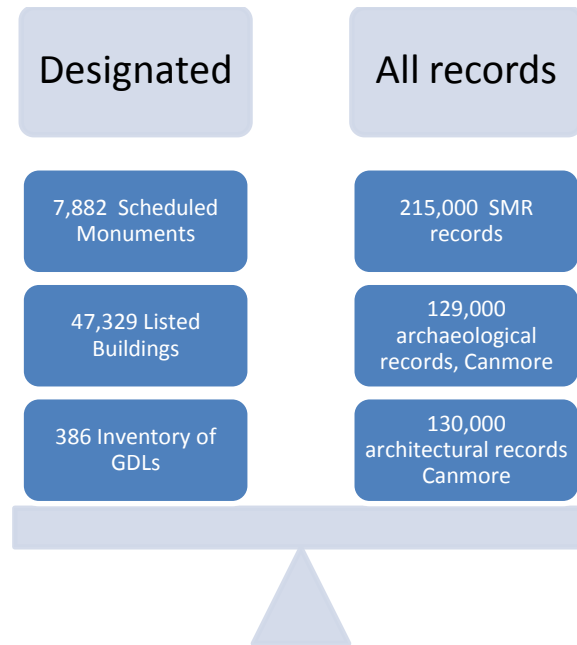 Designated
All records
7,882 Scheduled
Monuments
215,000 SMR
records
47,329 Listed
Buildings
129,000
archaeological
records, Canmore
386 Inventory of
GDLs
130,000
architectural records
Canmore